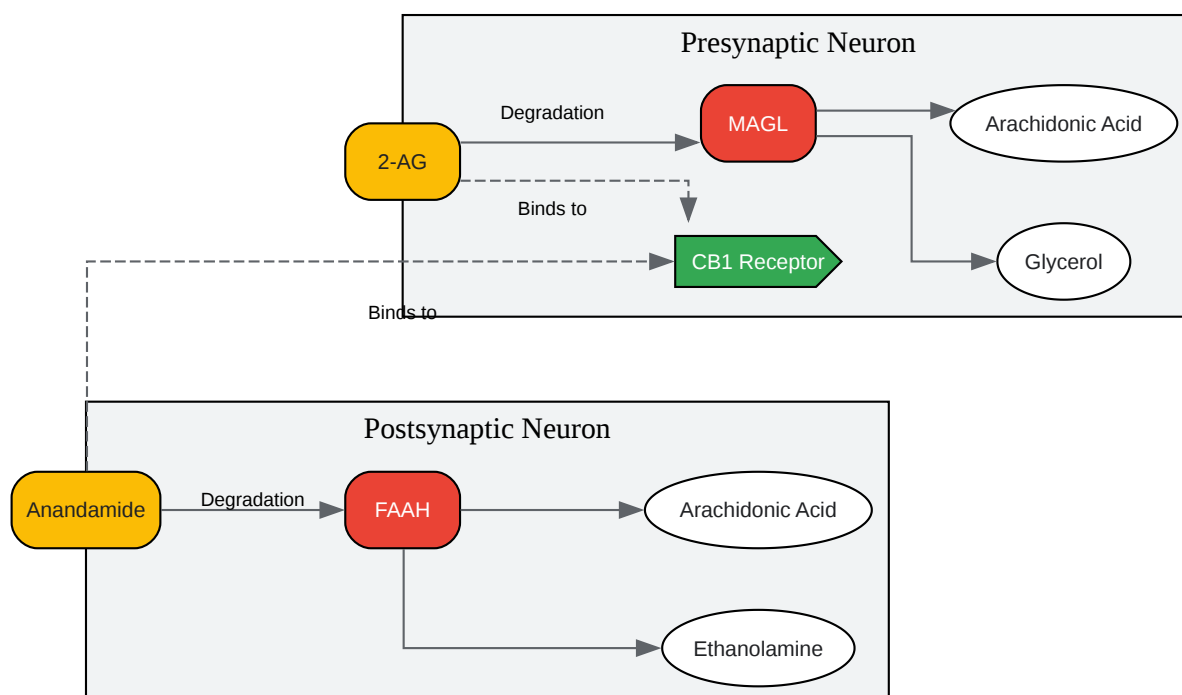 Presynaptic Neuron
Degradation
MAGL
Arachidonic Acid
2-AG
Binds to
CB1 Receptor
Glycerol
Binds to
Postsynaptic Neuron
Anandamide
Degradation
FAAH
Arachidonic Acid
Ethanolamine